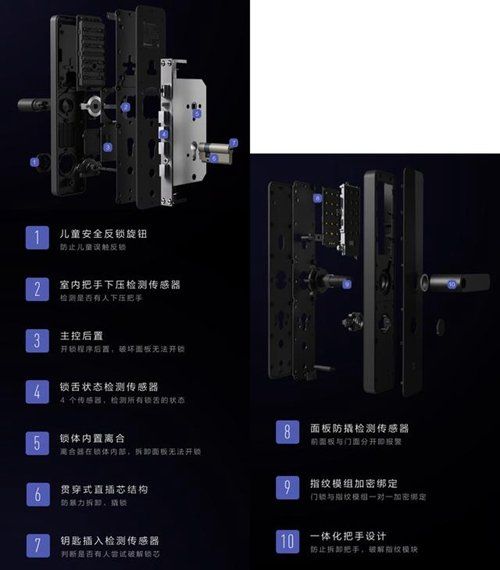 1
儿童安全反锁旋钮
防止儿童误触反锁
2
室内把手下压检测传感器
检测是否有人下压把手
3
主控后置
开锁程序后置，破坏面板无法开锁
4
锁舌状态检测传感器
4 个传感器，检测所有锁舌的状态
5
锁体内置离合
离合器在锁体内部，拆卸面板无法开锁
6
贯穿式直插芯结构
防暴力拆卸、撬锁
7
钥匙插入检测传感器
判断是否有人尝试破解锁芯
8
面板防撬检测传感器
前面板与门面分开即报警
9
指纹模组加密绑定
门锁与指纹模组一对一加密绑定
10
一体化把手设计
防止拆卸把手，破解指纹模块